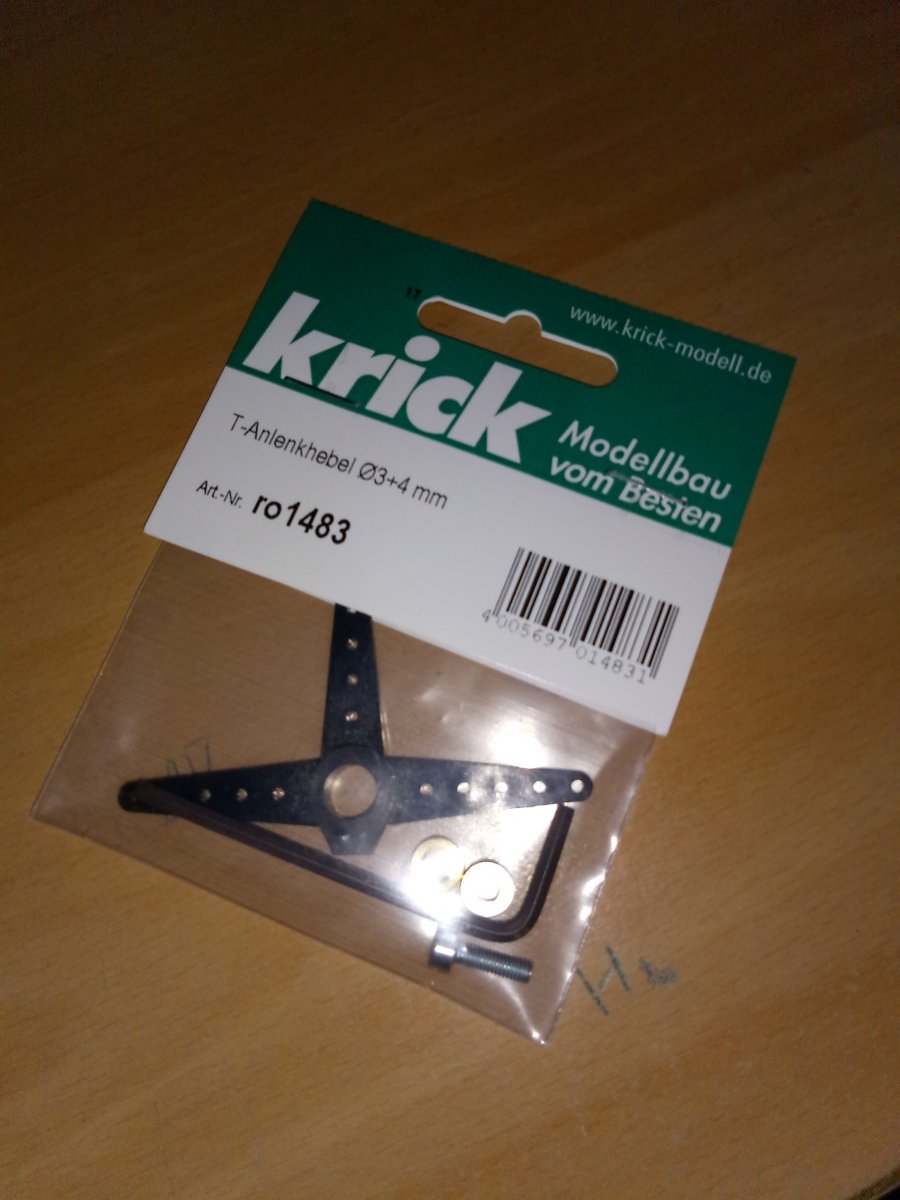 17
www.krick-modell.de
krick
Modellbau
vom Besten
T-Anlenkhebel Ø3+4 mm
Art.-Nr. ro1483
4 005697 014831